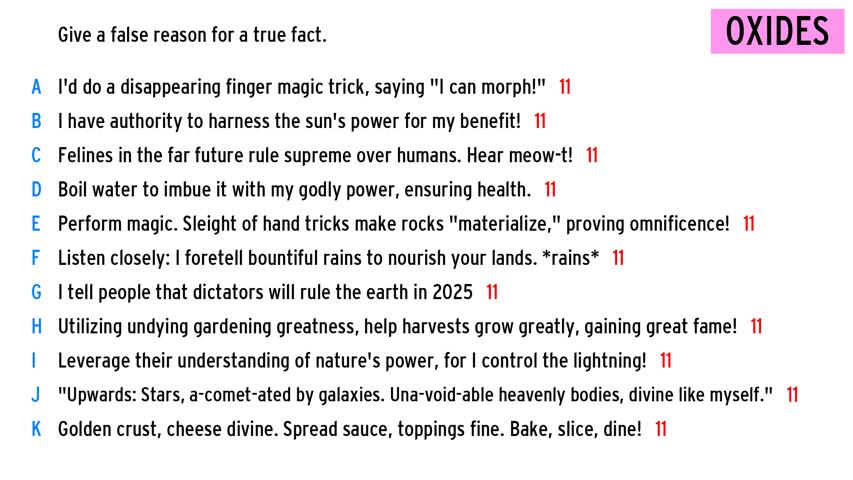 Give a false reason for a true fact.
OXIDES
A I'd do a disappearing finger magic trick, saying "I can morph!" 11
B I have authority to harness the sun's power for my benefit! 11
C Felines in the far future rule supreme over humans. Hear meow-t! 11
D Boil water to imbue it with my godly power, ensuring health. 11
E Perform magic. Sleight of hand tricks make rocks "materialize," proving omnificence! 11
F Listen closely: I foretell bountiful rains to nourish your lands. *rains* 11
G I tell people that dictators will rule the earth in 2025 11
H Utilizing undying gardening greatness, help harvests grow greatly, gaining great fame! 11
I Leverage their understanding of nature's power, for I control the lightning! 11
J "Upwards: Stars, a-comet-ated by galaxies. Una-void-able heavenly bodies, divine like myself." 11
K Golden crust, cheese divine. Spread sauce, toppings fine. Bake, slice, dine! 11